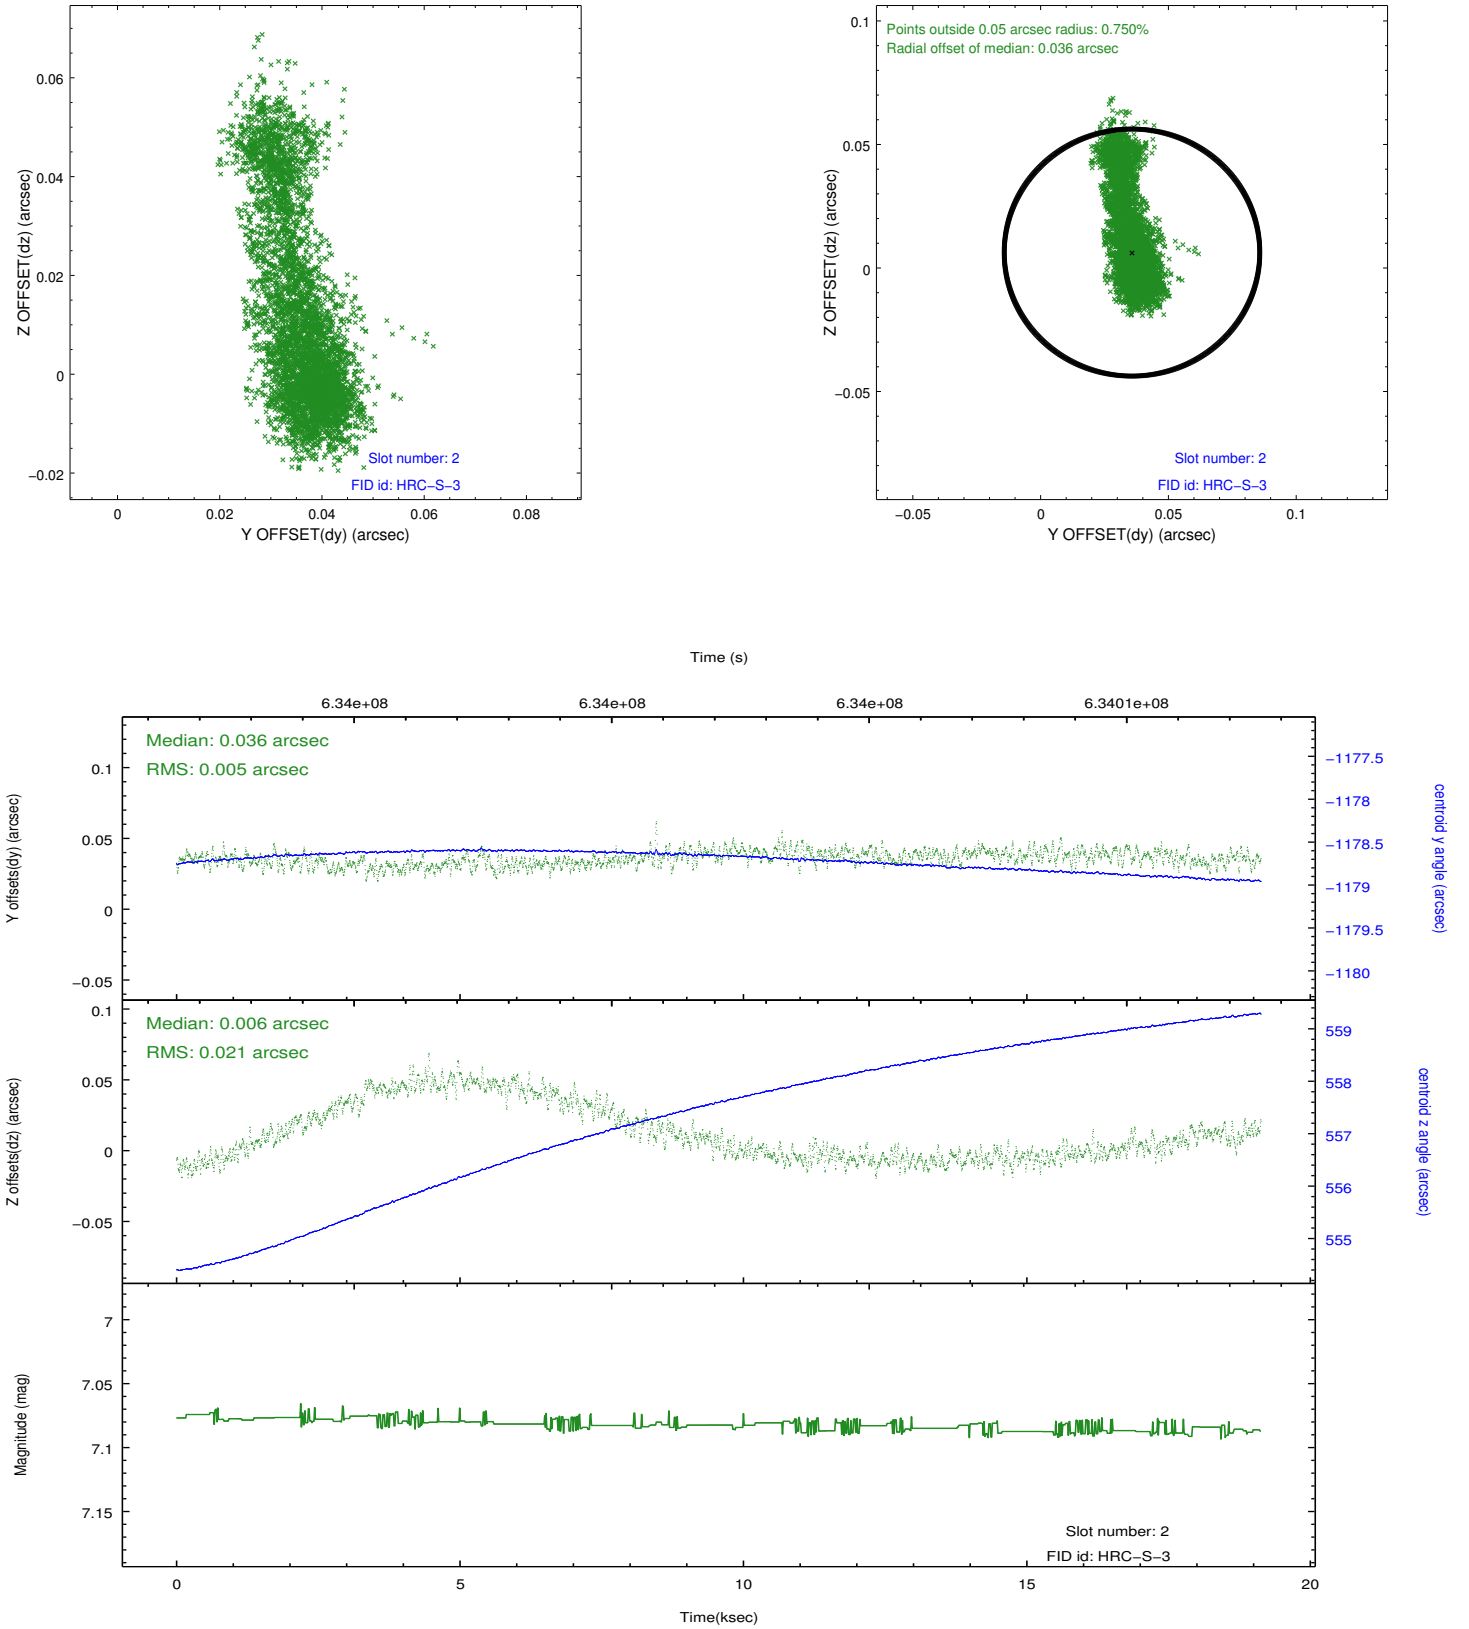 0.06
0.04
0.02
0
−0.02
Z OFFSET(dz) (arcsec)
Slot number: 2
FID id: HRC−S−3
0 0.02 0.04 0.06 0.08
Y OFFSET(dy) (arcsec)
Points outside 0.05 arcsec radius: 0.750%
Radial offset of median: 0.036 arcsec
0.1
0.05
0
−0.05
Z OFFSET(dz) (arcsec)
Slot number: 2
FID id: HRC−S−3
−0.05 0 0.05 0.1
Y OFFSET(dy) (arcsec)
Time (s)
6.34e+08 6.34e+08 6.34e+08 6.3401e+08
Median: 0.036 arcsec
RMS: 0.005 arcsec
0.1
0.05
0
−0.05
Y offsets(dy) (arcsec)
−1177.5
−1178
−1178.5
−1179
−1179.5
−1180
centroid y angle (arcsec)
Median: 0.006 arcsec
RMS: 0.021 arcsec
0.1
0.05
0
−0.05
Z offsets(dz) (arcsec)
559
558
557
556
555
centroid z angle (arcsec)
7
7.05
7.1
7.15
Magnitude (mag)
Slot number: 2
FID id: HRC−S−3
0 5 10 15 20
Time(ksec)